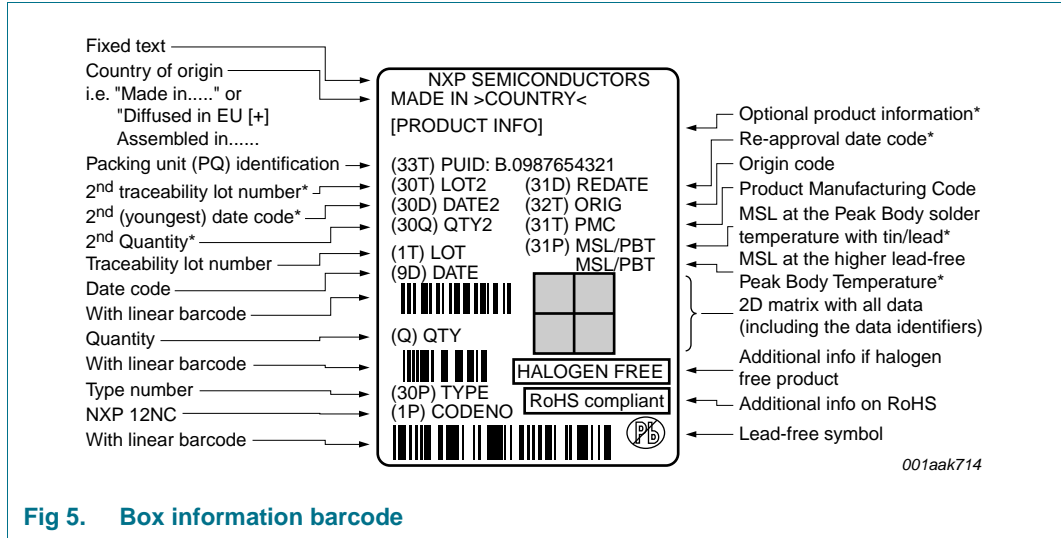 Fixed text
Country of origin
i.e. "Made in....." or
"Diffused in EU [+]
Assembled in......
Packing unit (PQ) identification
2nd traceability lot number*
2nd (youngest) date code*
2nd Quantity*
Traceability lot number
Date code
With linear barcode
Quantity
With linear barcode
Type number
NXP 12NC
With linear barcode
NXP SEMICONDUCTORS
MADE IN >COUNTRY<
[PRODUCT INFO]
(33T) PUID: B.0987654321
(30T) LOT2 (31D) REDATE
(30D) DATE2 (32T) ORIG
(30Q) QTY2 (31T) PMC
(31P) MSL/PBT
(1T) LOT
MSL/PBT
(9D) DATE
(Q) QTY
HALOGEN FREE
(30P) TYPE
RoHS compliant
(1P) CODENO
Pb
Optional product information*
Re-approval date code*
Origin code
Product Manufacturing Code
MSL at the Peak Body solder
temperature with tin/lead*
MSL at the higher lead-free
Peak Body Temperature*
2D matrix with all data
(including the data identifiers)
Additional info if halogen
free product
Additional info on RoHS
Lead-free symbol
001aak714
Fig 5. Box information barcode